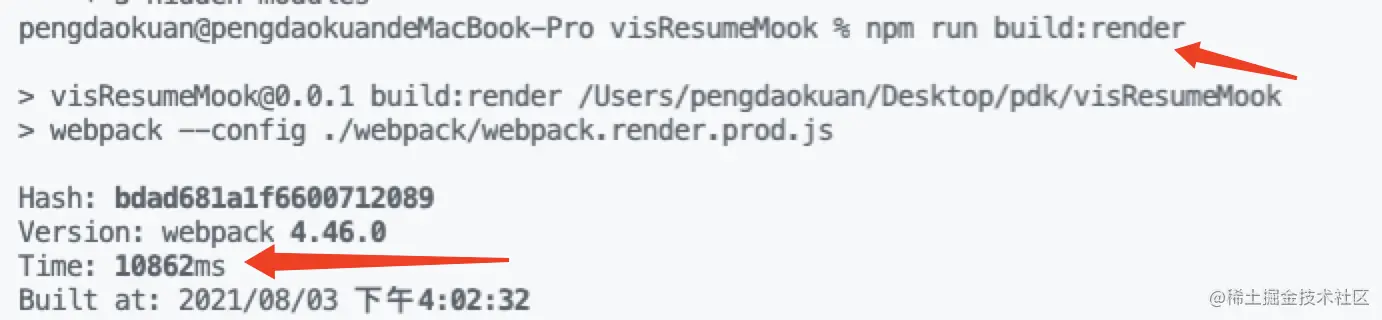 pengdaokuan@pengdaokuandeMacBook-Pro visResumeMook % npm run build:render
> visResumeMook@0.0.1 build:render /Users/pengdaokuan/Desktop/pdk/visResumeMook
> webpack --config ./webpack/webpack.render.prod.js
Hash: bdad681a1f6600712089
Version: webpack 4.46.0
Time: 10862ms
Built at: 2021/08/03 下午4:02:32
@稀土掘金技术社区